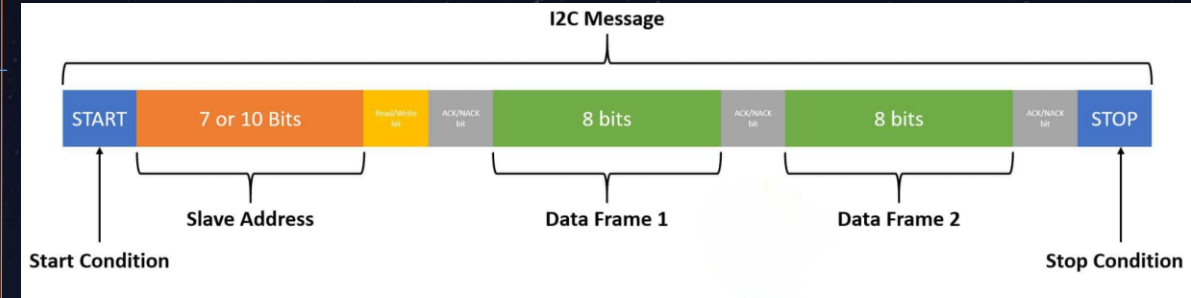 I2C Message
START
7 or 10 Bits
Read/Write
bit
ACK/NACK
bit
8 bits
ACK/NACK
bit
8 bits
ACK/NACK
bit
STOP
Slave Address
Data Frame 1
Data Frame 2
Start Condition
Stop Condition